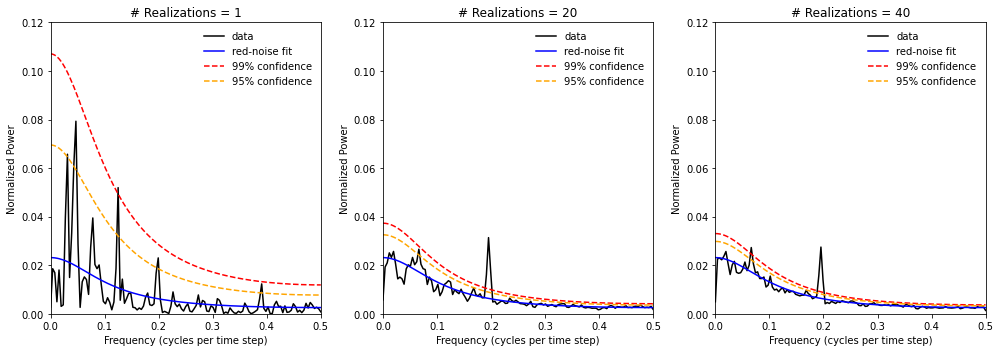 # Realizations = 1
# Realizations = 20
# Realizations = 40
0.12
0.10
0.08
0.06
0.04
0.02
0.00
Normalized Power
data
red-noise fit
99% confidence
95% confidence
0.0 0.1 0.2 0.3 0.4 0.5
Frequency (cycles per time step)
0.12
0.10
0.08
0.06
0.04
0.02
0.00
Normalized Power
data
red-noise fit
99% confidence
95% confidence
0.0 0.1 0.2 0.3 0.4 0.5
Frequency (cycles per time step)
0.12
0.10
0.08
0.06
0.04
0.02
0.00
Normalized Power
data
red-noise fit
99% confidence
95% confidence
0.0 0.1 0.2 0.3 0.4 0.5
Frequency (cycles per time step)